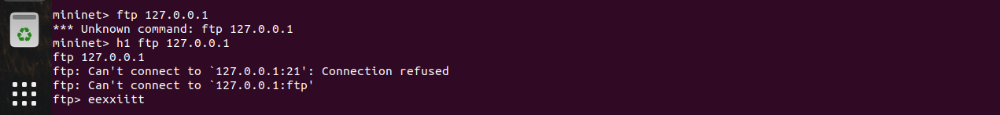 mininet> ftp 127.0.0.1
*** Unknown command: ftp 127.0.0.1
mininet> h1 ftp 127.0.0.1
ftp 127.0.0.1
ftp: Can't connect to `127.0.0.1:21': Connection refused
ftp: Can't connect to `127.0.0.1:ftp'
ftp> eexxiitt